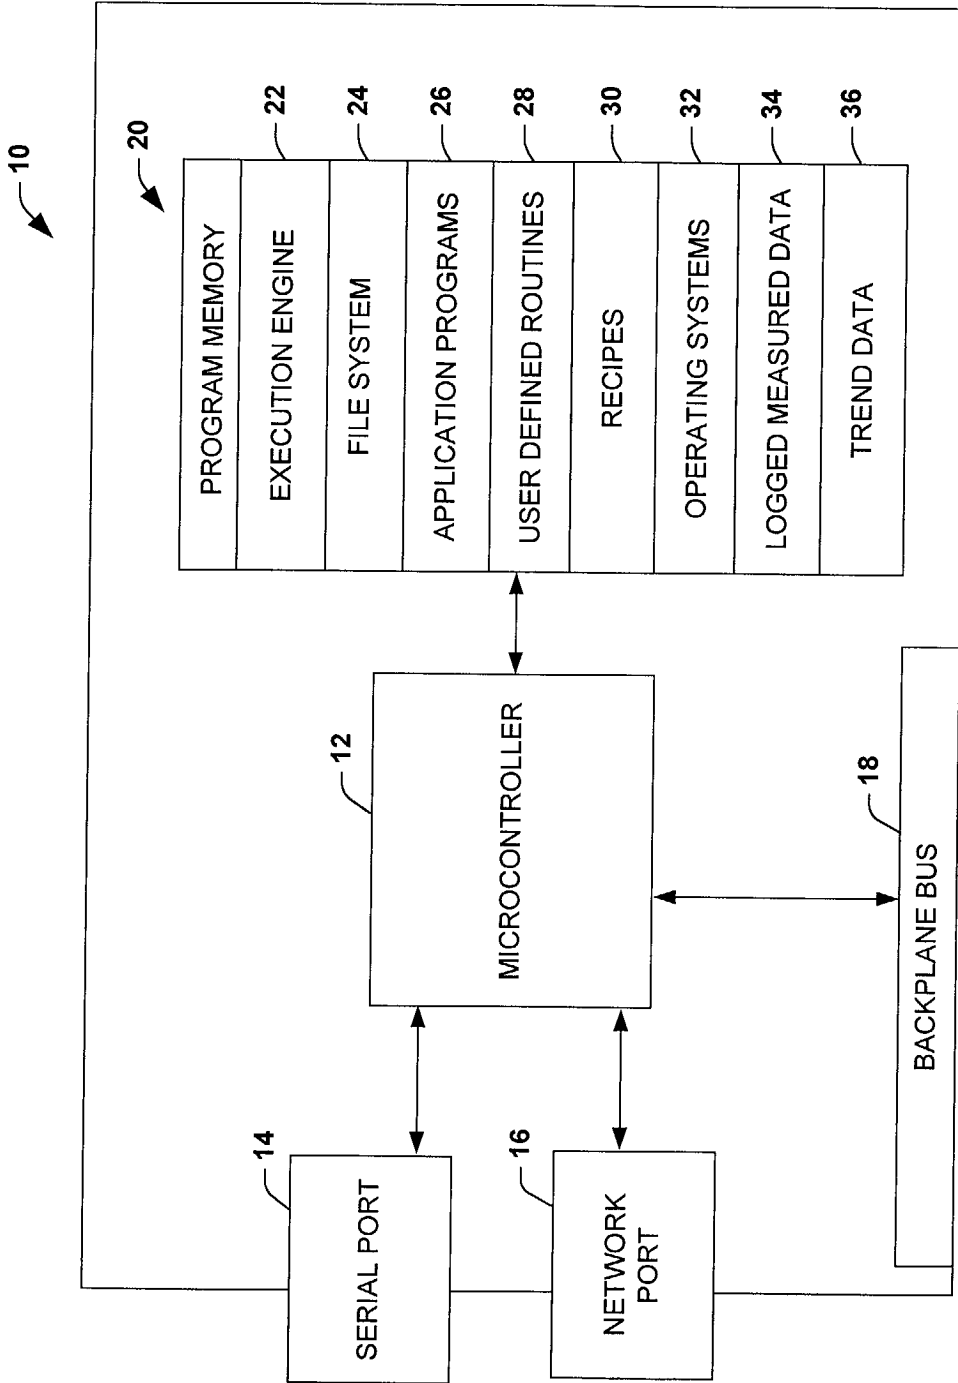 10
20
PROGRAM MEMORY
EXECUTION ENGINE
22
FILE SYSTEM
24
APPLICATION PROGRAMS
26
USER DEFINED ROUTINES
28
RECIPES
30
OPERATING SYSTEMS
32
LOGGED MEASURED DATA
34
TREND DATA
36
12
MICROCONTROLLER
14
SERIAL PORT
16
NETWORK
PORT
18
BACKPLANE BUS